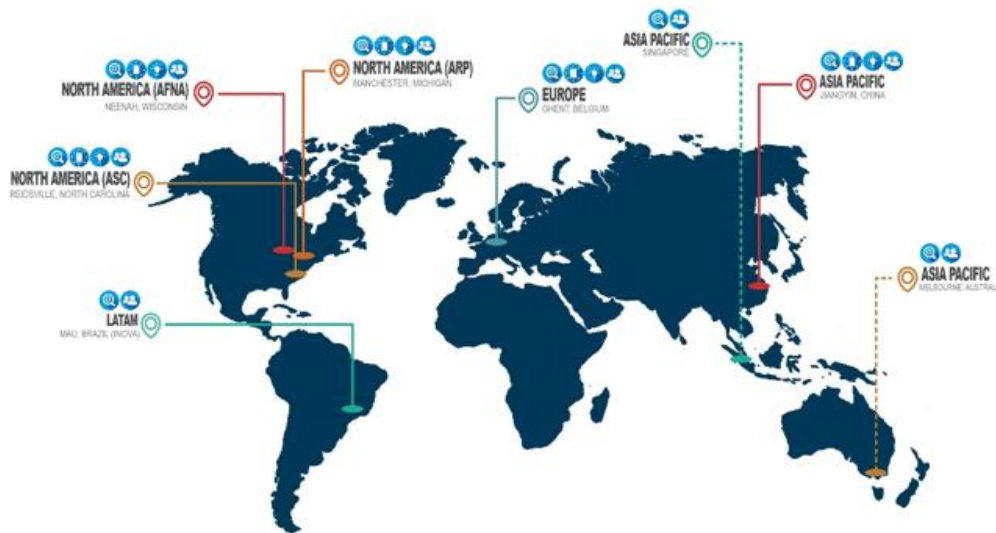 ASIA PACIFIC
SINGAPORE
NORTH AMERICA (ARP)
MANCHESTER, MICHIGAN
NORTH AMERICA (AFNA)
NEENAH, WISCONSIN
EUROPE
GHENT, BELGIUM
ASIA PACIFIC
JIANGYIN, CHINA
NORTH AMERICA (ASC)
REIDSVILLE, NORTH CAROLINA
ASIA PACIFIC
MELBOURNE, AUSTRAL
LATAM
MAU, BRAZIL (INOVA)